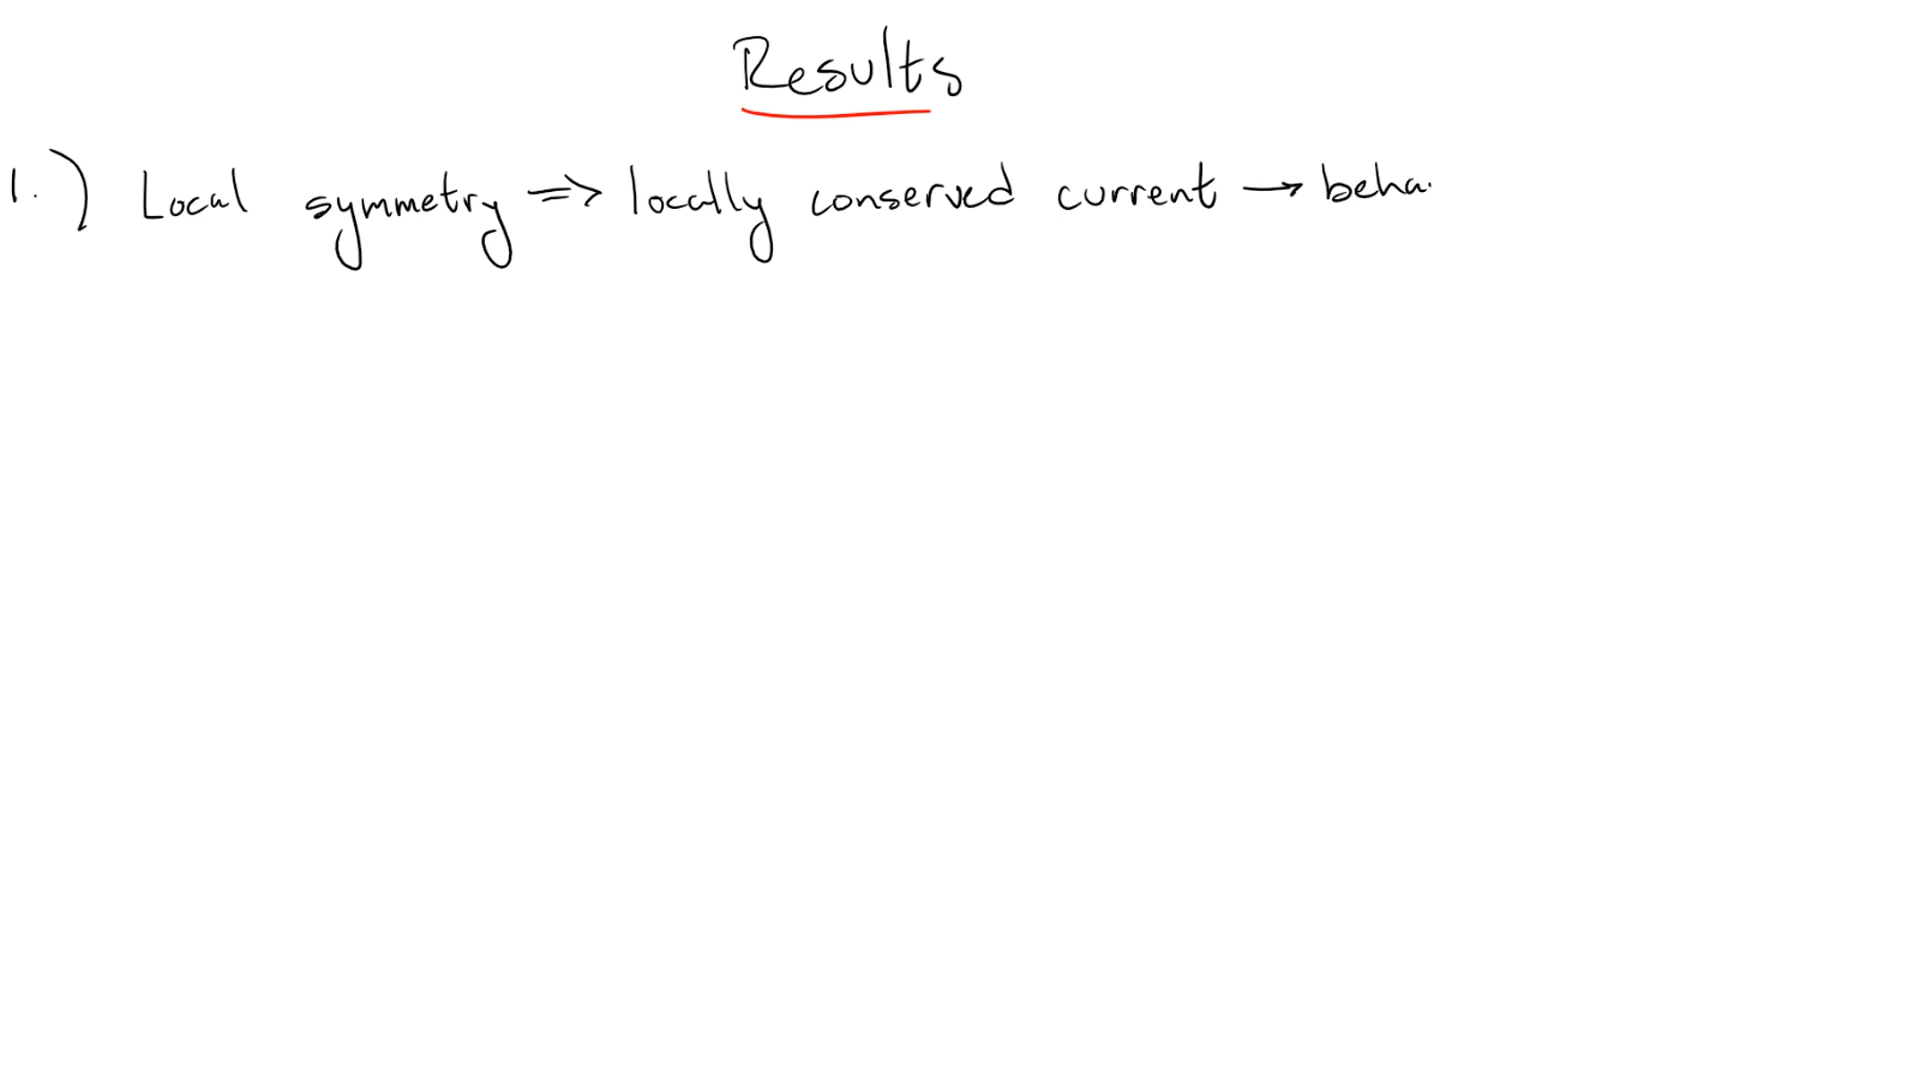 Results
1.) Local symmetry => locally conserved current → beha